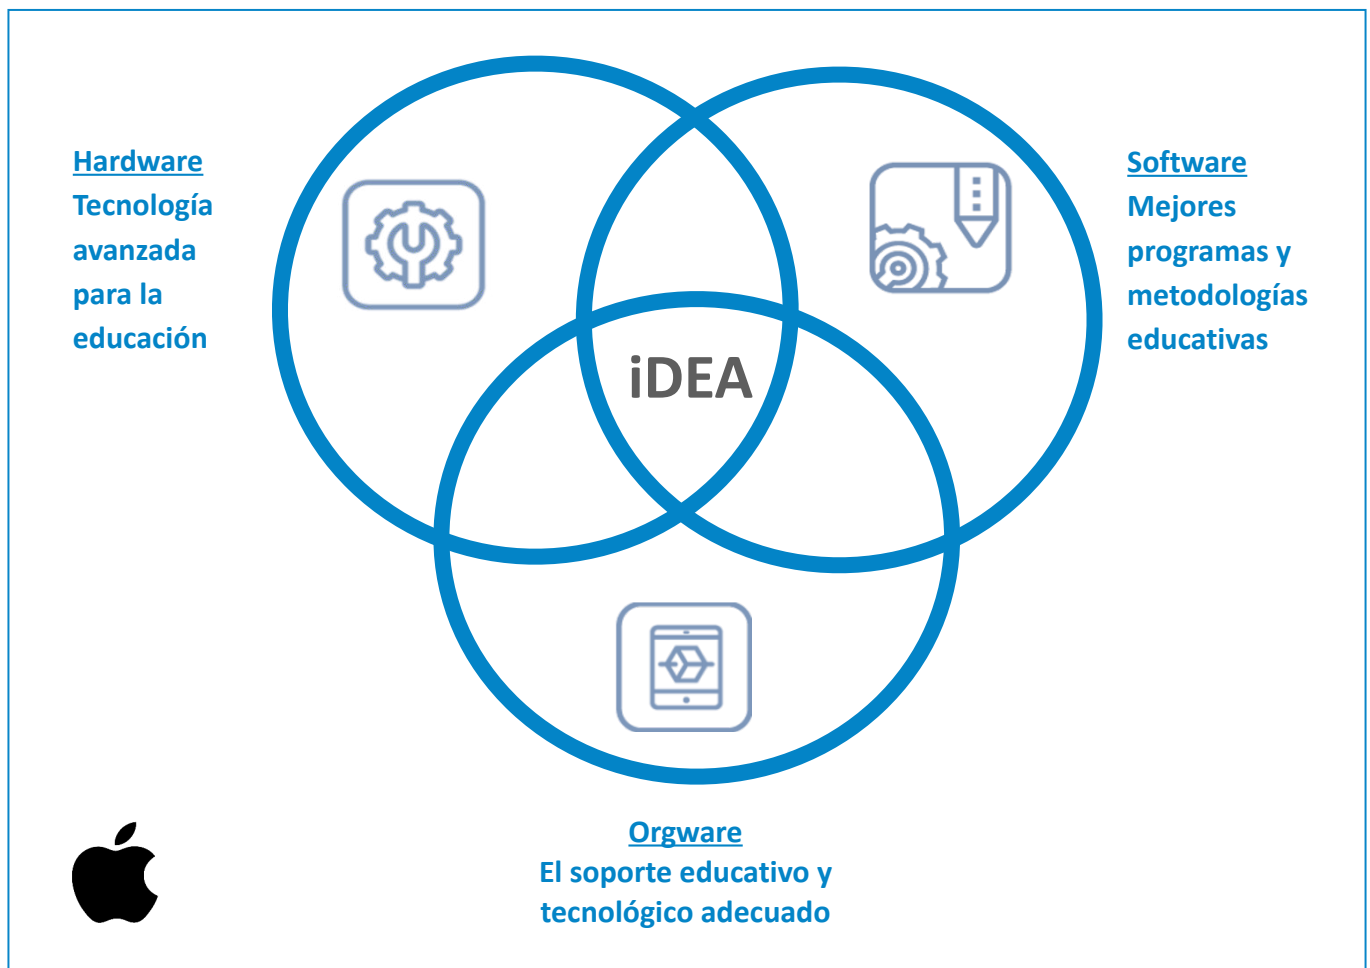 Hardware
Tecnología
avanzada
para la
educación
Software
Mejores
programas y
metodologías
educativas
iDEA
Orgware
El soporte educativo y
tecnológico adecuado